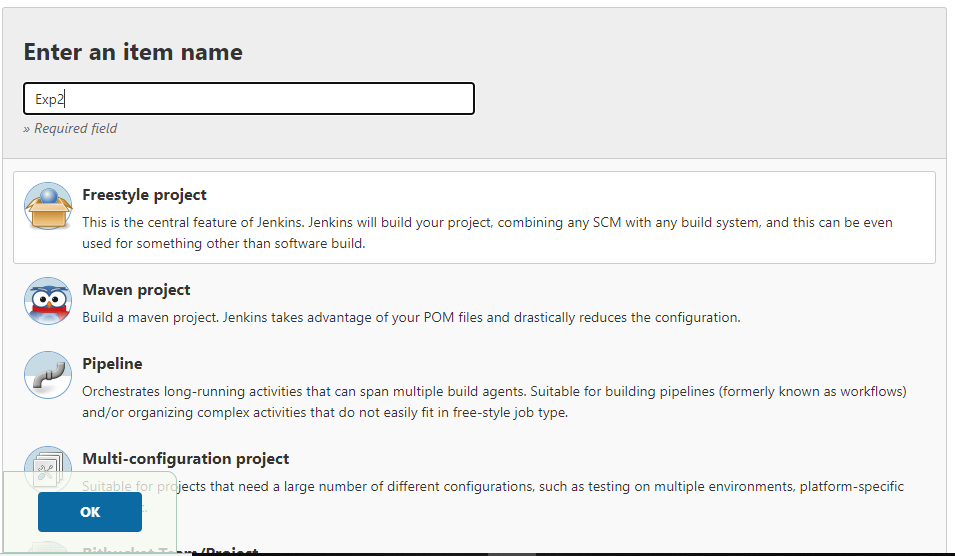 Enter an item name
Exp2
» Required field
Freestyle project
This is the central feature of Jenkins. Jenkins will build your project, combining any SCM with any build system, and this can be even
used for something other than software build.
Maven project
Build a maven project. Jenkins takes advantage of your POM files and drastically reduces the configuration.
Pipeline
Orchestrates long-running activities that can span multiple build agents. Suitable for building pipelines (formerly known as workflows)
and/or organizing complex activities that do not easily fit in free-style job type.
Multi-configuration project
Suitable for projects that need a large number of different configurations, such as testing on multiple environments, platform-specific
OK
Bitbucket Team/Project